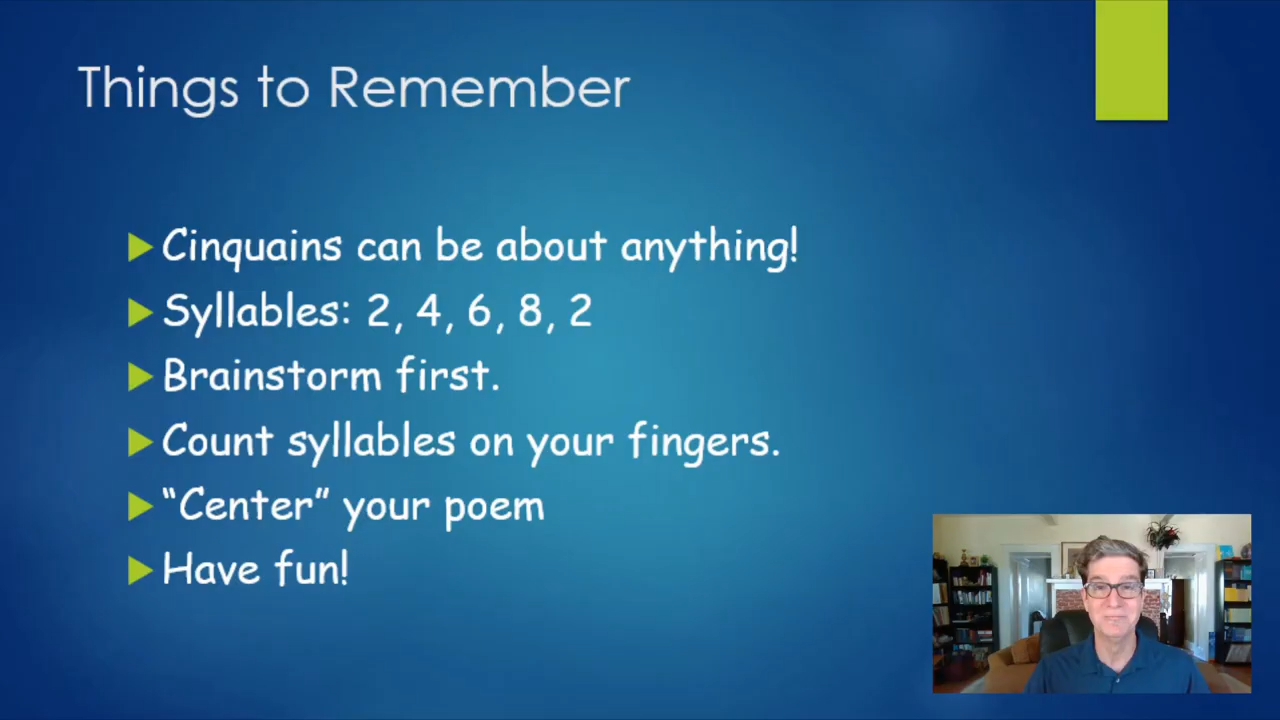 Things to Remember
Cinquains can be about anything!
Syllables: 2, 4, 6, 8, 2
Brainstorm first.
Count syllables on your fingers.
“Center” your poem
Have fun!